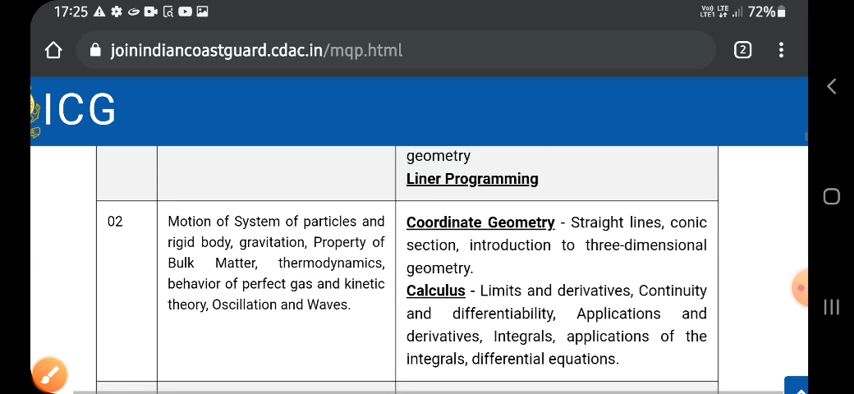 17:25
Vo)) LTE
LTE1
72%
joinindiancoastguard.cdac.in/mqp.html
2
ICG
geometry
Liner Programming
02
Motion of System of particles and
rigid body, gravitation, Property of
Bulk Matter, thermodynamics,
behavior of perfect gas and kinetic
theory, Oscillation and Waves.
Coordinate Geometry - Straight lines, conic
section, introduction to three-dimensional
geometry.
Calculus - Limits and derivatives, Continuity
and differentiability, Applications and
derivatives, Integrals, applications of the
integrals, differential equations.